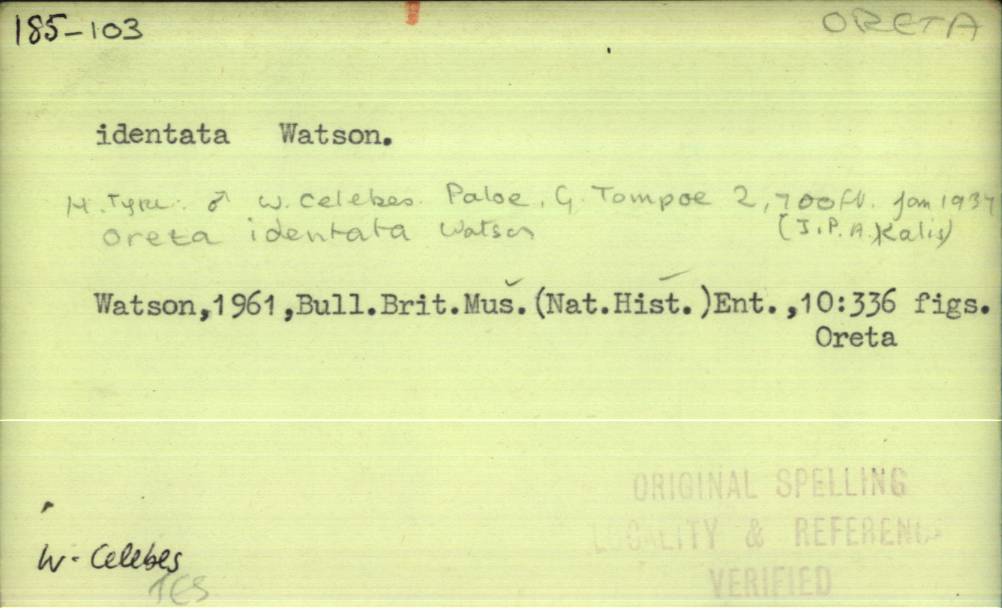 185-103
ORETA
identata Watson.
H. Type. ♂ W. Celebes. Paloe, G. Tompoe 2,700ft. Jan 1937
Oreta identata Watson (J.P.A. Kalis)
Watson,1961,Bull.Brit.Mus.(Nat.Hist.)Ent.,10:336 figs.
Oreta
ORIGINAL SPELLING
LOCALITY & REFERENCE
VERIFIED
W. Celebes
TES